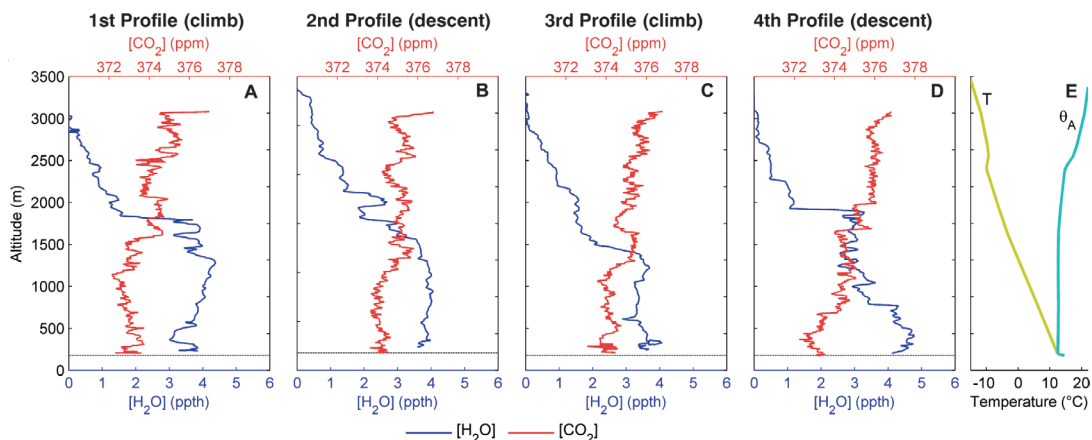 1st Profile (climb) 2nd Profile (descent) 3rd Profile (climb) 4th Profile (descent)
[CO2] (ppm) [CO2] (ppm) [CO2] (ppm) [CO2] (ppm)
372 374 376 378 372 374 376 378 372 374 376 378 372 374 376 378
A B C D E
T
θA
3500
3000
2500
2000
1500
1000
500
0
Altitude (m)
0 1 2 3 4 5 6 0 1 2 3 4 5 6 0 1 2 3 4 5 6 0 1 2 3 4 5 6 -10 0 10 20
[H2O] (ppth) [H2O] (ppth) [H2O] (ppth) [H2O] (ppth) Temperature (°C)
[H2O] [CO2]